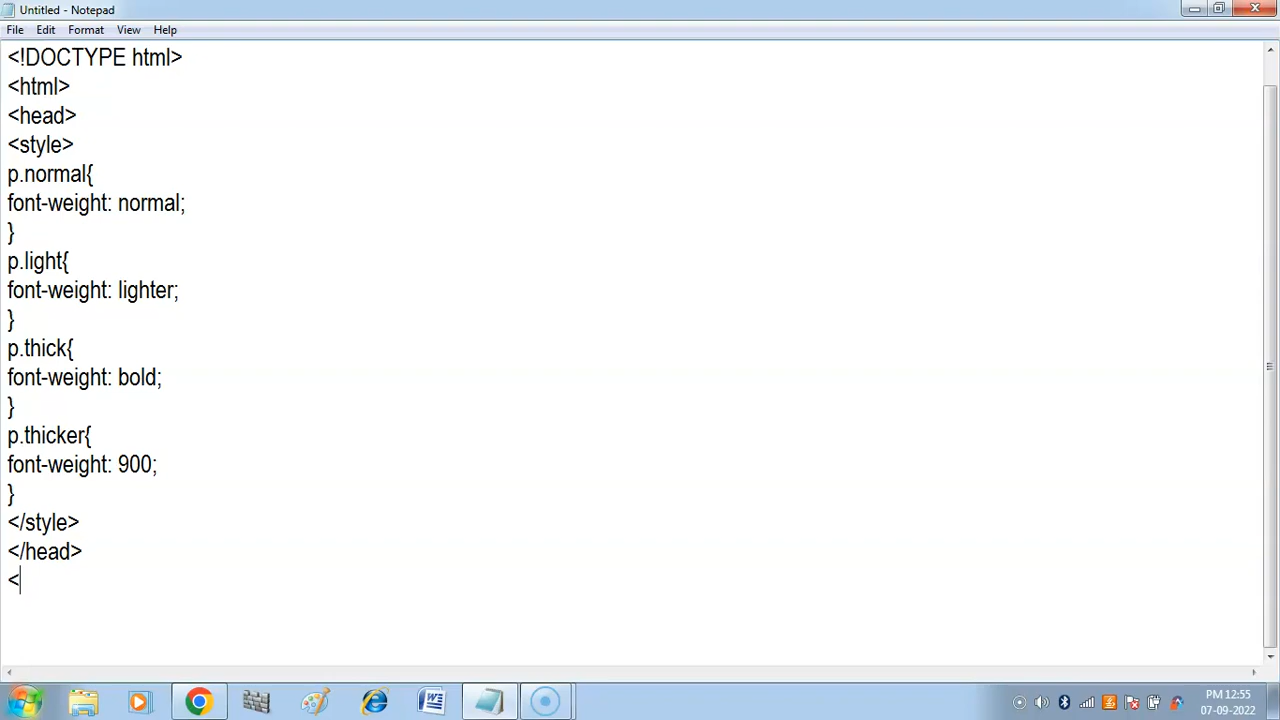 Untitled - Notepad
File Edit Format View Help
<!DOCTYPE html>
<html>
<head>
<style>
p.normal{
font-weight: normal;
}
p.light{
font-weight: lighter;
}
p.thick{
font-weight: bold;
}
p.thicker{
font-weight: 900;
}
</style>
</head>
<
PM 12:55
07-09-2022